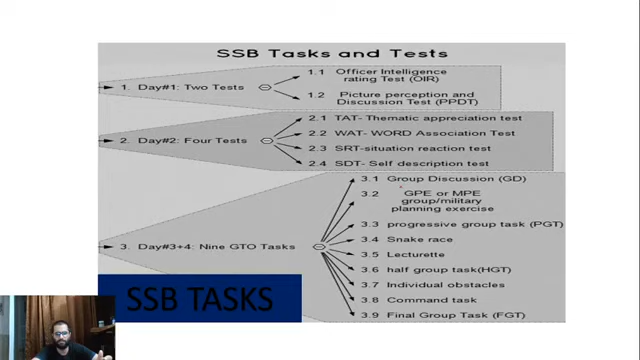 SSB Tasks and Tests
1. Day#1: Two Tests
1.1 Officer Intelligence
rating Test (OIR)
1.2 Picture perception and
Discussion Test (PPDT)
2. Day#2: Four Tests
2.1 TAT- Thematic appreciation test
2.2 WAT- WORD Association Test
2.3 SRT-situation reaction test
2.4 SDT- Self description test
3. Day#3+4: Nine GTO Tasks
3.1 Group Discussion (GD)
3.2 GPE or MPE
group/military
planning exercise
3.3 progressive group task (PGT)
3.4 Snake race
3.5 Lecturette
3.6 half group task(HGT)
3.7 Individual obstacles
3.8 Command task
3.9 Final Group Task (FGT)
SSB TASKS